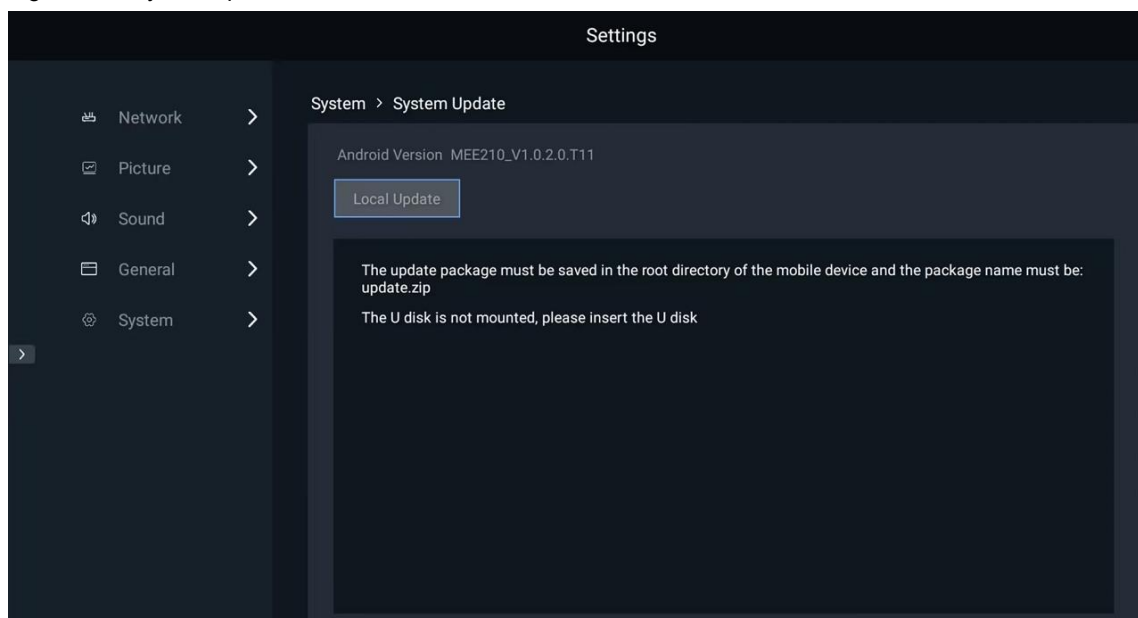 Settings
Network
Picture
Sound
General
System
System > System Update
Android Version MEE210_V1.0.2.0.T11
Local Update
The update package must be saved in the root directory of the mobile device and the package name must be:
update.zip
The U disk is not mounted, please insert the U disk